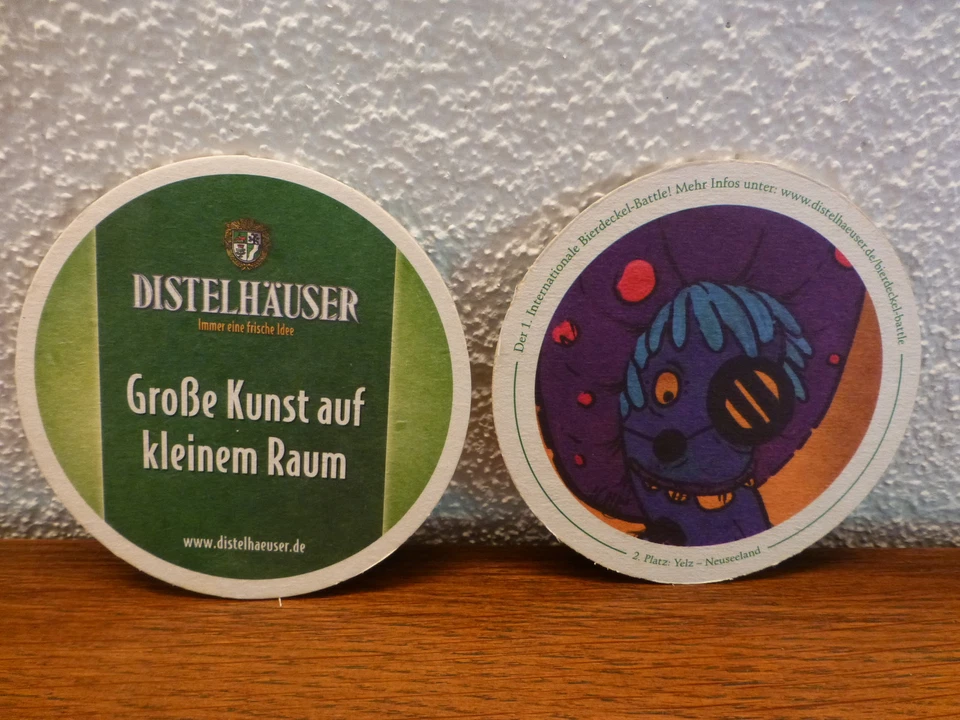 DISTELHÄUSER
Immer eine frische Idee
Große Kunst auf
kleinem Raum
www.distelhaeuser.de
Der 1. Internationale Bierdeckel-Battle! Mehr Infos unter: www.distelhaeuser.de/bierdeckel-battle
2. Platz: Yelz – Neuseeland